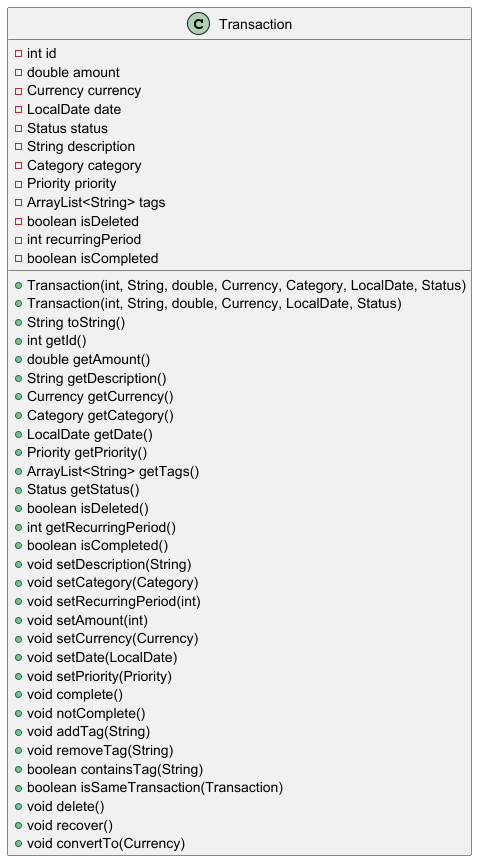 C Transaction
int id
double amount
Currency currency
LocalDate date
Status status
String description
Category category
Priority priority
ArrayList<String> tags
boolean isDeleted
int recurringPeriod
boolean isCompleted
Transaction(int, String, double, Currency, Category, LocalDate, Status)
Transaction(int, String, double, Currency, LocalDate, Status)
String toString()
int getId()
double getAmount()
String getDescription()
Currency getCurrency()
Category getCategory()
LocalDate getDate()
Priority getPriority()
ArrayList<String> getTags()
Status getStatus()
boolean isDeleted()
int getRecurringPeriod()
boolean isCompleted()
void setDescription(String)
void setCategory(Category)
void setRecurringPeriod(int)
void setAmount(int)
void setCurrency(Currency)
void setDate(LocalDate)
void setPriority(Priority)
void complete()
void notComplete()
void addTag(String)
void removeTag(String)
boolean containsTag(String)
boolean isSameTransaction(Transaction)
void delete()
void recover()
void convertTo(Currency)